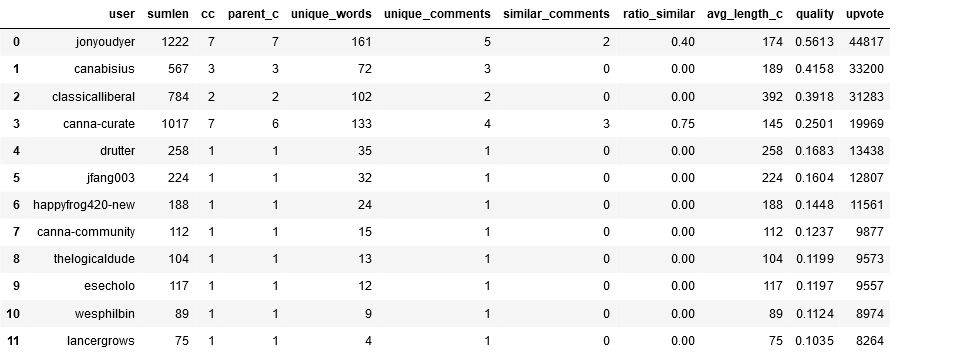 user sumlen cc parent_c unique_words unique_comments similar_comments ratio_similar avg_length_c quality upvote
0 jonyoudyer 1222 7 7 161 5 2 0.40 174 0.5613 44817
1 canabisius 567 3 3 72 3 0 0.00 189 0.4158 33200
2 classicalliberal 784 2 2 102 2 0 0.00 392 0.3918 31283
3 canna-curate 1017 7 6 133 4 3 0.75 145 0.2501 19969
4 drutter 258 1 1 35 1 0 0.00 258 0.1683 13438
5 jfang003 224 1 1 32 1 0 0.00 224 0.1604 12807
6 happyfrog420-new 188 1 1 24 1 0 0.00 188 0.1448 11561
7 canna-community 112 1 1 15 1 0 0.00 112 0.1237 9877
8 thelogicaldude 104 1 1 13 1 0 0.00 104 0.1199 9573
9 esecholo 117 1 1 12 1 0 0.00 117 0.1197 9557
10 wesphilbin 89 1 1 9 1 0 0.00 89 0.1124 8974
11 lancergrows 75 1 1 4 1 0 0.00 75 0.1035 8264